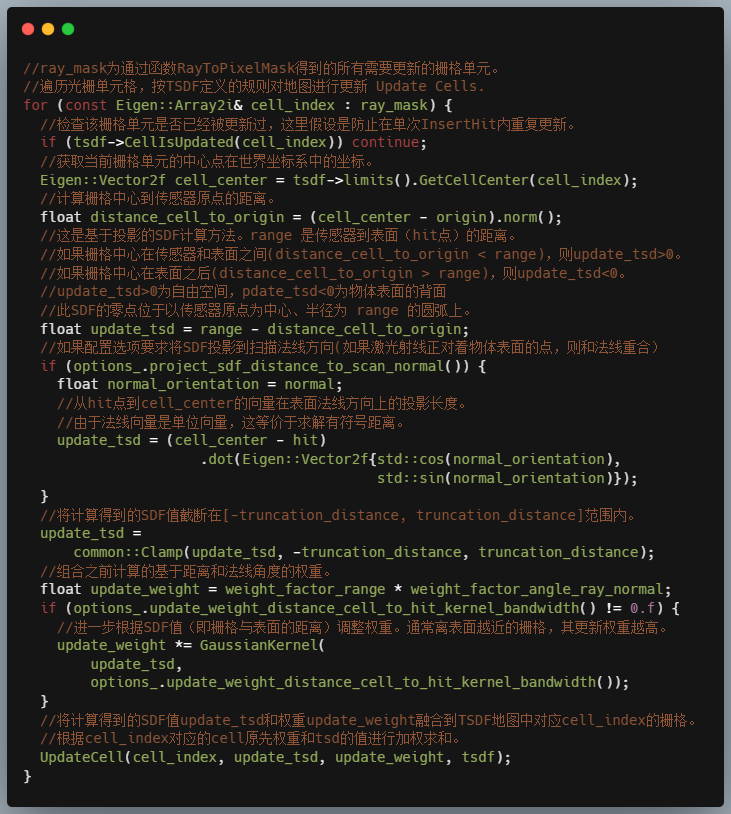 //ray_mask为通过函数RayToPixelMask得到的所有需要更新的栅格单元。
//遍历光栅单元格，按TSDF定义的规则对地图进行更新 Update Cells.
for (const Eigen::Array2i& cell_index : ray_mask) {
  //检查该栅格单元是否已经被更新过，这里假设是防止在单次InsertHit内重复更新。
  if (tsdf->CellIsUpdated(cell_index)) continue;
  //获取当前栅格单元的中心点在世界坐标系中的坐标。
  Eigen::Vector2f cell_center = tsdf->limits().GetCellCenter(cell_index);
  //计算栅格中心到传感器原点的距离。
  float distance_cell_to_origin = (cell_center - origin).norm();
  //这是基于投影的SDF计算方法。range 是传感器到表面（hit点）的距离。
  //如果栅格中心在传感器和表面之间(distance_cell_to_origin < range)，则update_tsd>0。
  //如果栅格中心在表面之后(distance_cell_to_origin > range)，则update_tsd<0。
  //update_tsd>0为自由空间，pdate_tsd<0为物体表面的背面
  //此SDF的零点位于以传感器原点为中心、半径为 range 的圆弧上。
  float update_tsd = range - distance_cell_to_origin;
  //如果配置选项要求将SDF投影到扫描法线方向(如果激光射线正对着物体表面的点，则和法线重合）
  if (options_.project_sdf_distance_to_scan_normal()) {
    float normal_orientation = normal;
    //从hit点到cell_center的向量在表面法线方向上的投影长度。
    //由于法线向量是单位向量，这等价于求解有符号距离。
    update_tsd = (cell_center - hit)
                     .dot(Eigen::Vector2f{std::cos(normal_orientation),
                                          std::sin(normal_orientation)});
  }
  //将计算得到的SDF值截断在[-truncation_distance, truncation_distance]范围内。
  update_tsd =
      common::Clamp(update_tsd, -truncation_distance, truncation_distance);
  //组合之前计算的基于距离和法线角度的权重。
  float update_weight = weight_factor_range * weight_factor_angle_ray_normal;
  if (options_.update_weight_distance_cell_to_hit_kernel_bandwidth() != 0.f) {
    //进一步根据SDF值（即栅格与表面的距离）调整权重。通常离表面越近的栅格，其更新权重越高。
    update_weight *= GaussianKernel(
        update_tsd,
        options_.update_weight_distance_cell_to_hit_kernel_bandwidth());
  }
  //将计算得到的SDF值update_tsd和权重update_weight融合到TSDF地图中对应cell_index的栅格。
  //根据cell_index对应的cell原先权重和tsd的值进行加权求和。
  UpdateCell(cell_index, update_tsd, update_weight, tsdf);
}